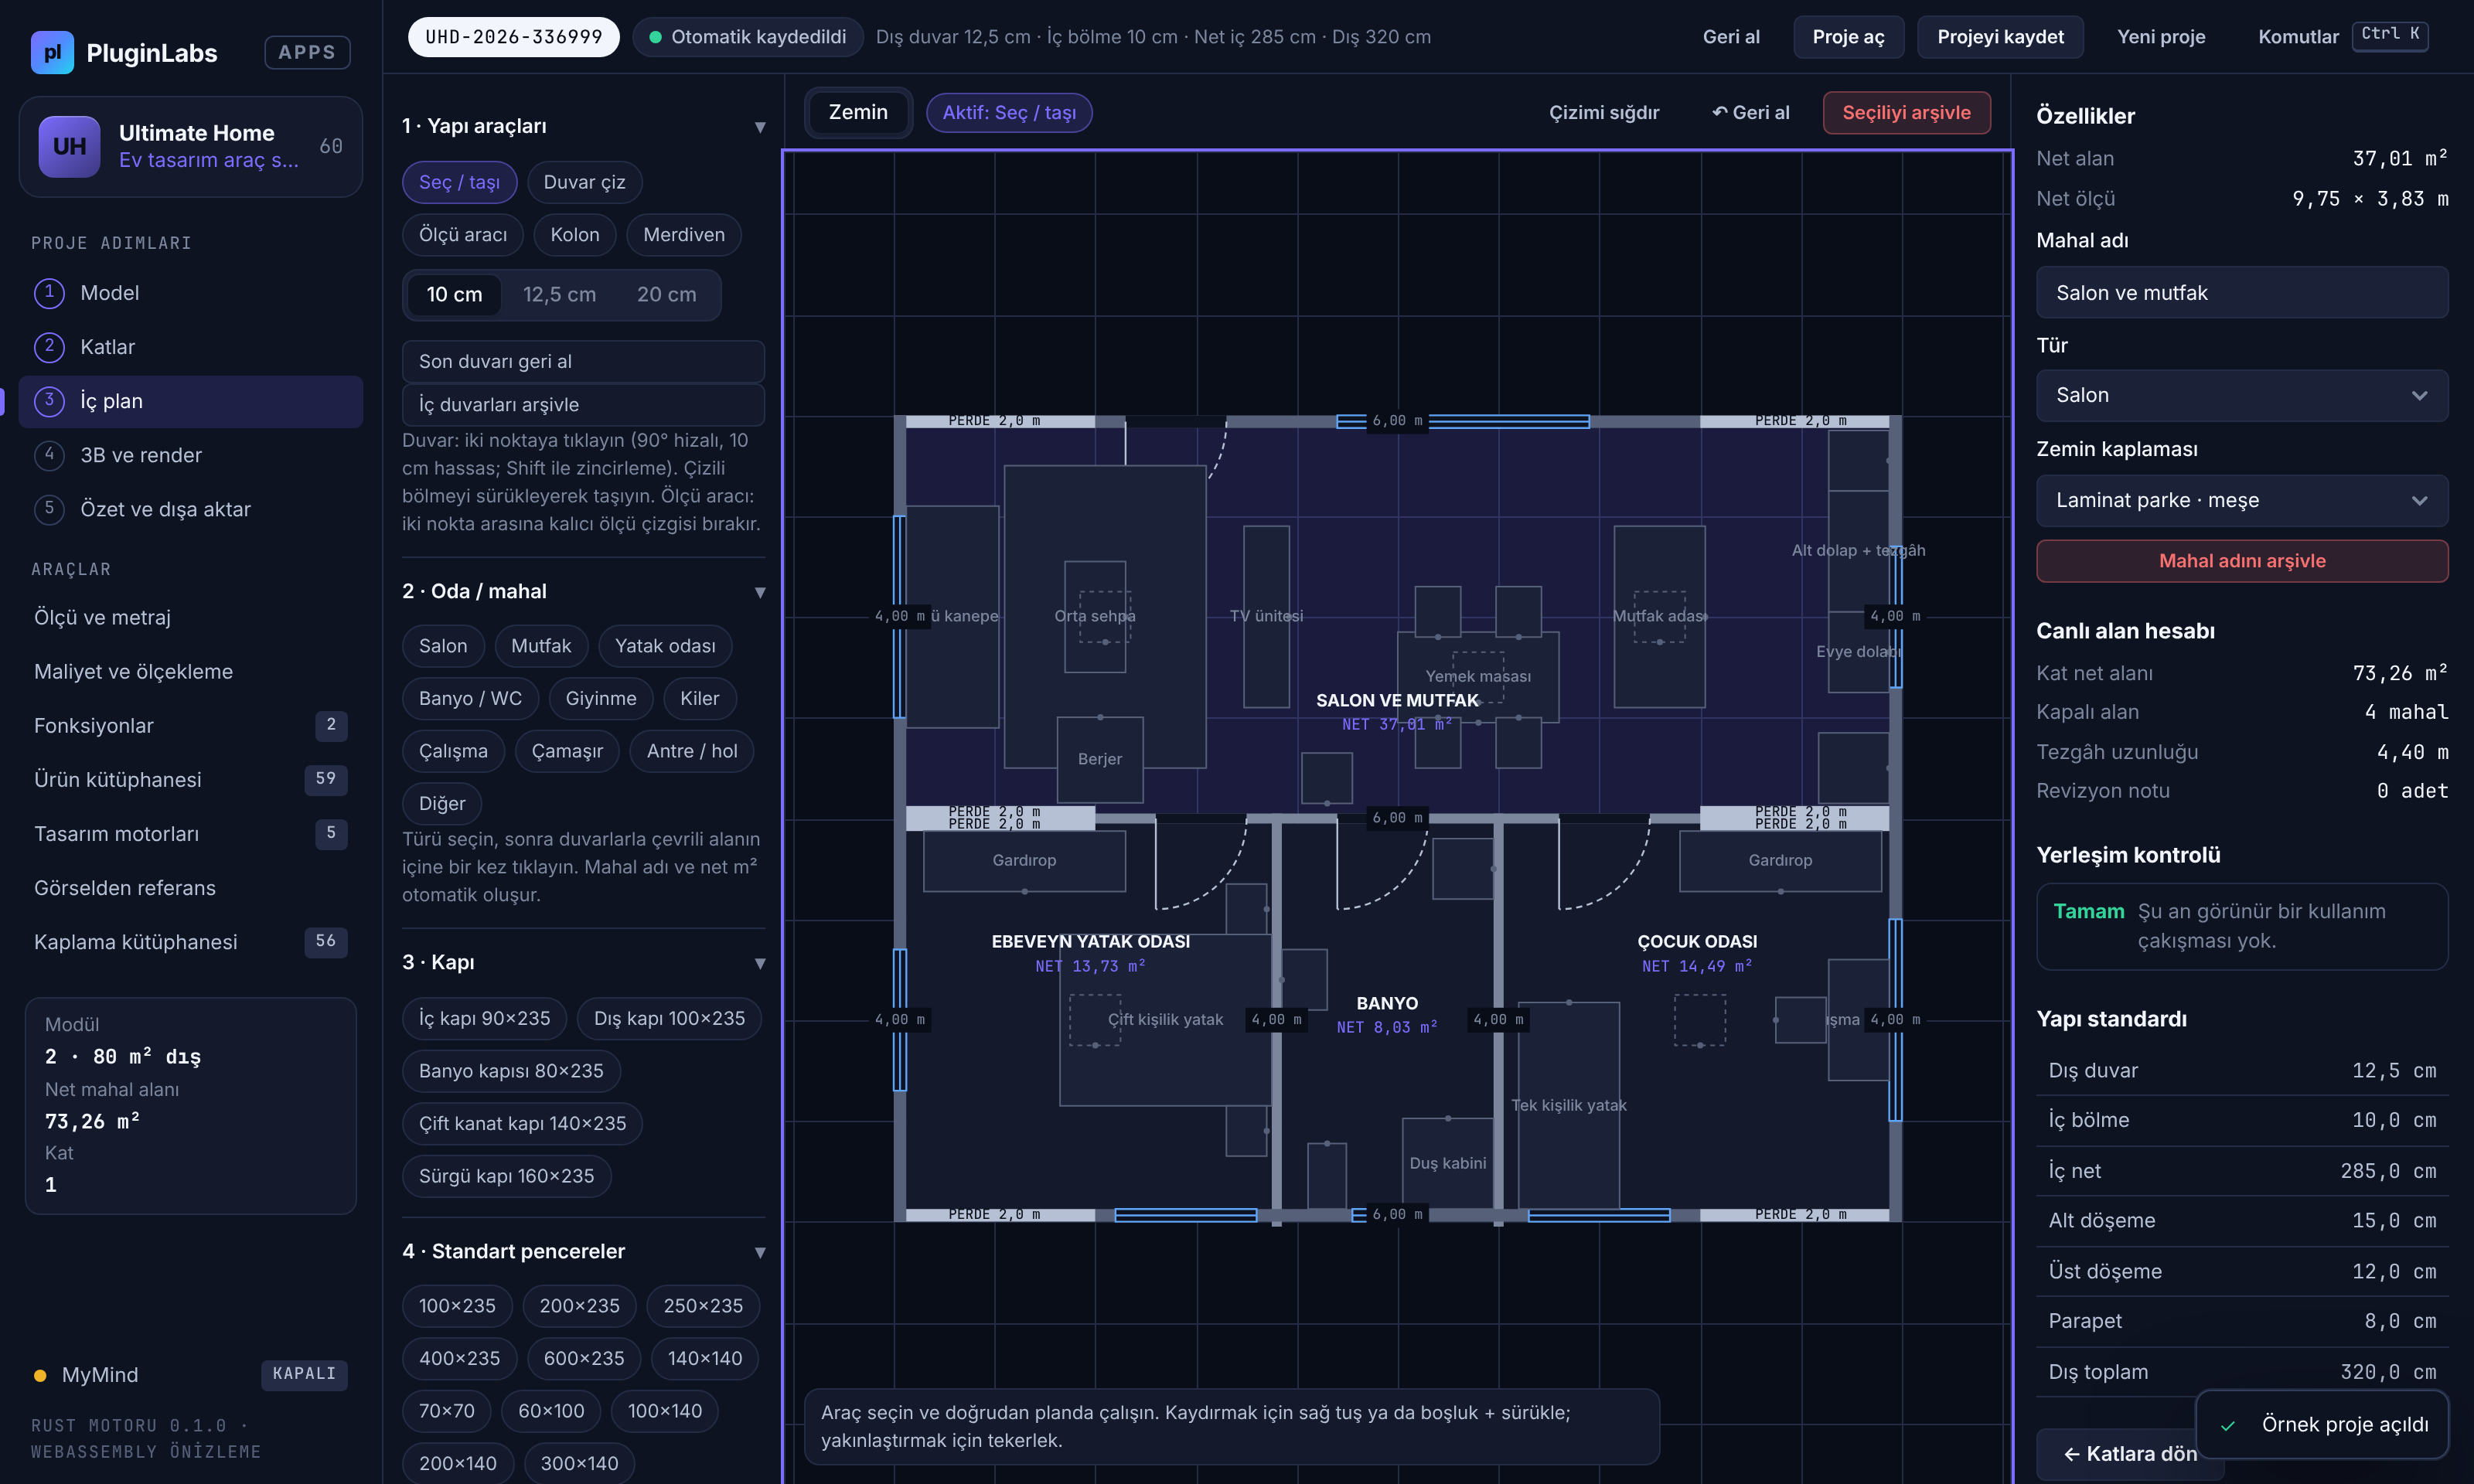 pl PluginLabs APPS
UH Ultimate Home 60
Ev tasarım araç s...
PROJE ADIMLARI
1 Model
2 Katlar
3 İç plan
4 3B ve render
5 Özet ve dışa aktar
ARAÇLAR
Ölçü ve metraj
Maliyet ve ölçekleme
Fonksiyonlar 2
Ürün kütüphanesi 59
Tasarım motorları 5
Görselden referans
Kaplama kütüphanesi 56
Modül
2 · 80 m² dış
Net mahal alanı
73,26 m²
Kat
1
MyMind KAPALI
RUST MOTORU 0.1.0 ·
WEBASSEMBLY ÖNİZLEME
UHD-2026-336999 Otomatik kaydedildi Dış duvar 12,5 cm · İç bölme 10 cm · Net iç 285 cm · Dış 320 cm
Geri al Proje aç Projeyi kaydet Yeni proje Komutlar Ctrl K
1 · Yapı araçları ▼
Seç / taşı Duvar çiz
Ölçü aracı Kolon Merdiven
10 cm 12,5 cm 20 cm
Son duvarı geri al
İç duvarları arşivle
Duvar: iki noktaya tıklayın (90° hizalı, 10
cm hassas; Shift ile zincirleme). Çizili
bölmeyi sürükleyerek taşıyın. Ölçü aracı:
iki nokta arasına kalıcı ölçü çizgisi bırakır.
2 · Oda / mahal ▼
Salon Mutfak Yatak odası
Banyo / WC Giyinme Kiler
Çalışma Çamaşır Antre / hol
Diğer
Türü seçin, sonra duvarlarla çevrili alanın
içine bir kez tıklayın. Mahal adı ve net m²
otomatik oluşur.
3 · Kapı ▼
İç kapı 90×235 Dış kapı 100×235
Banyo kapısı 80×235
Çift kanat kapı 140×235
Sürgü kapı 160×235
4 · Standart pencereler ▼
100×235 200×235 250×235
400×235 600×235 140×140
70×70 60×100 100×140
200×140 300×140
Zemin Aktif: Seç / taşı Çizimi sığdır ↶ Geri al Seçiliyi arşivle
PERDE 2,0 m 6,00 m PERDE 2,0 m
Alt dolap + tezgâh
4,00 m ü kanepe Orta sehpa TV ünitesi Mutfak adası 4,00 m
Evye dolabı
Yemek masası
SALON VE MUTFAK
NET 37,01 m²
Berjer
PERDE 2,0 m PERDE 2,0 m
6,00 m
PERDE 2,0 m PERDE 2,0 m
Gardırop Gardırop
EBEVEYN YATAK ODASI ÇOCUK ODASI
NET 13,73 m² NET 14,49 m²
BANYO
NET 8,03 m²
4,00 m Çift kişilik yatak 4,00 m 4,00 m ışma 4,00 m
Tek kişilik yatak
Duş kabini
PERDE 2,0 m 6,00 m PERDE 2,0 m
Araç seçin ve doğrudan planda çalışın. Kaydırmak için sağ tuş ya da boşluk + sürükle;
yakınlaştırmak için tekerlek.
Özellikler
Net alan 37,01 m²
Net ölçü 9,75 × 3,83 m
Mahal adı
Salon ve mutfak
Tür
Salon
Zemin kaplaması
Laminat parke · meşe
Mahal adını arşivle
Canlı alan hesabı
Kat net alanı 73,26 m²
Kapalı alan 4 mahal
Tezgâh uzunluğu 4,40 m
Revizyon notu 0 adet
Yerleşim kontrolü
Tamam Şu an görünür bir kullanım
çakışması yok.
Yapı standardı
Dış duvar 12,5 cm
İç bölme 10,0 cm
İç net 285,0 cm
Alt döşeme 15,0 cm
Üst döşeme 12,0 cm
Parapet 8,0 cm
Dış toplam 320,0 cm
✓ Örnek proje açıldı
← Katlara dön